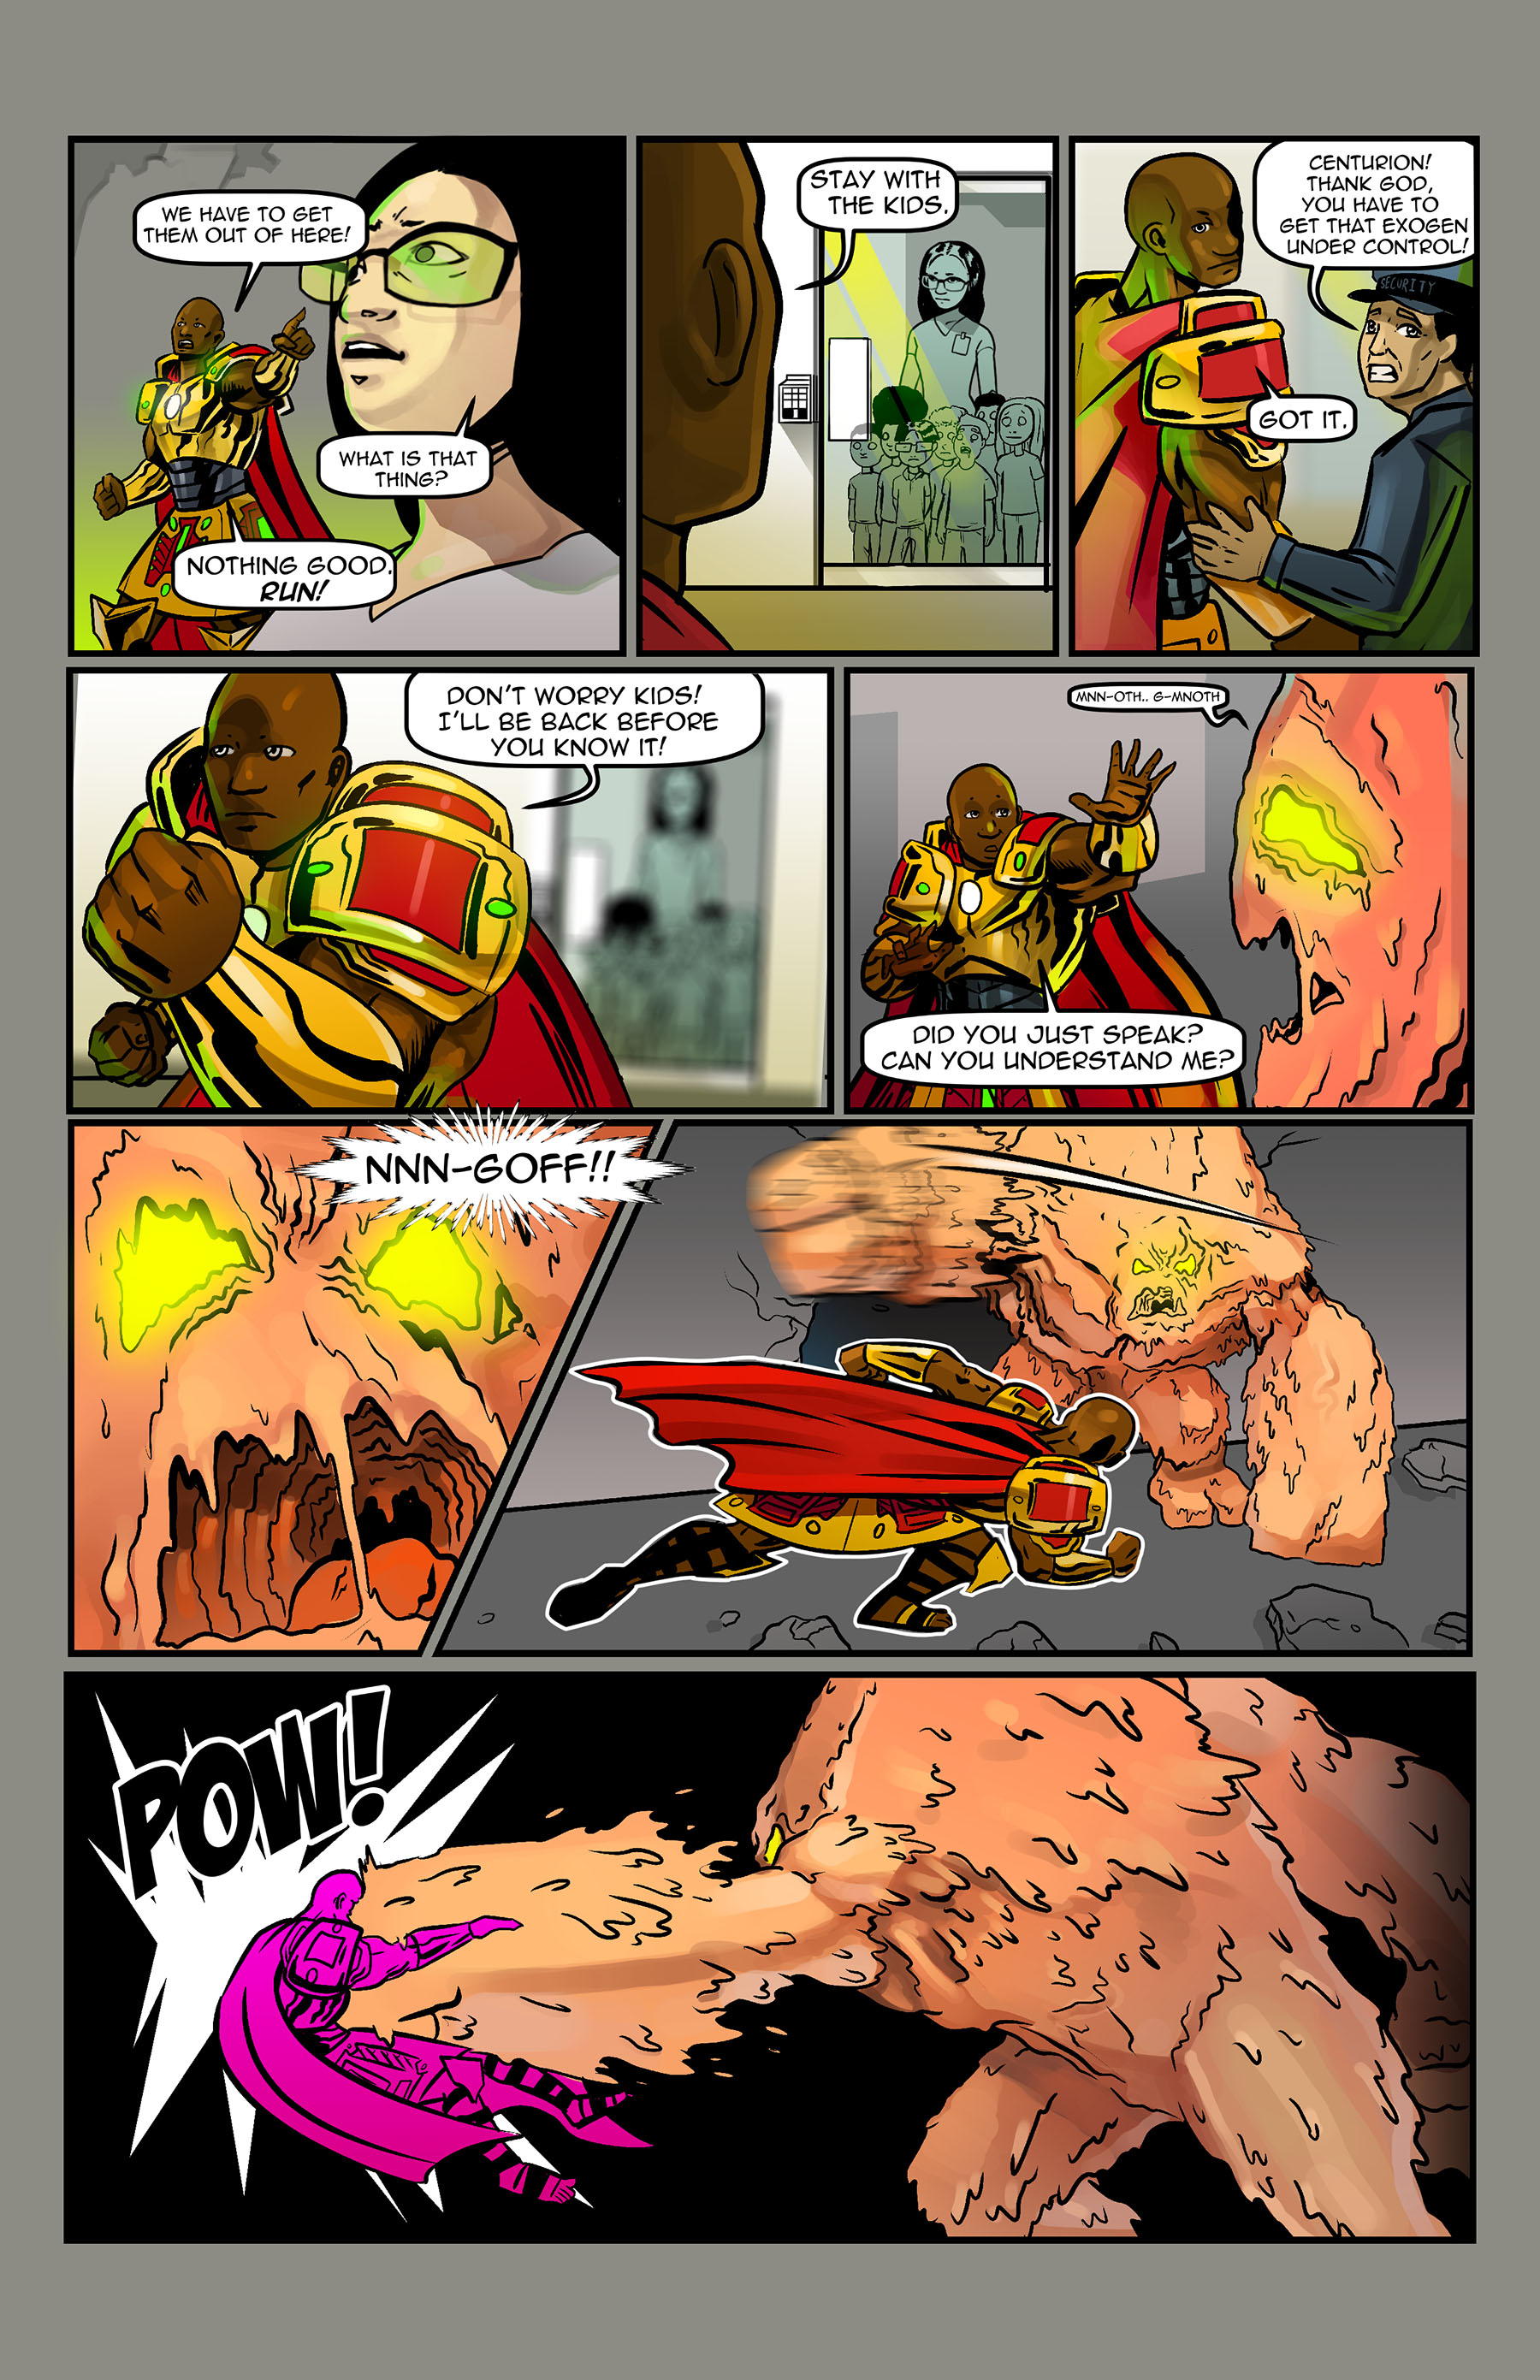 WE HAVE TO GET
THEM OUT OF HERE!
WHAT IS THAT
THING?
NOTHING GOOD.
RUN!
STAY WITH
THE KIDS.
CENTURION!
THANK GOD,
YOU HAVE TO
GET THAT EXOGEN
UNDER CONTROL!
SECURITY
GOT IT.
DON'T WORRY KIDS!
I'LL BE BACK BEFORE
YOU KNOW IT!
MNN-OTH.. G-MNOTH
DID YOU JUST SPEAK?
CAN YOU UNDERSTAND ME?
NNN-GOFF!!
POW!